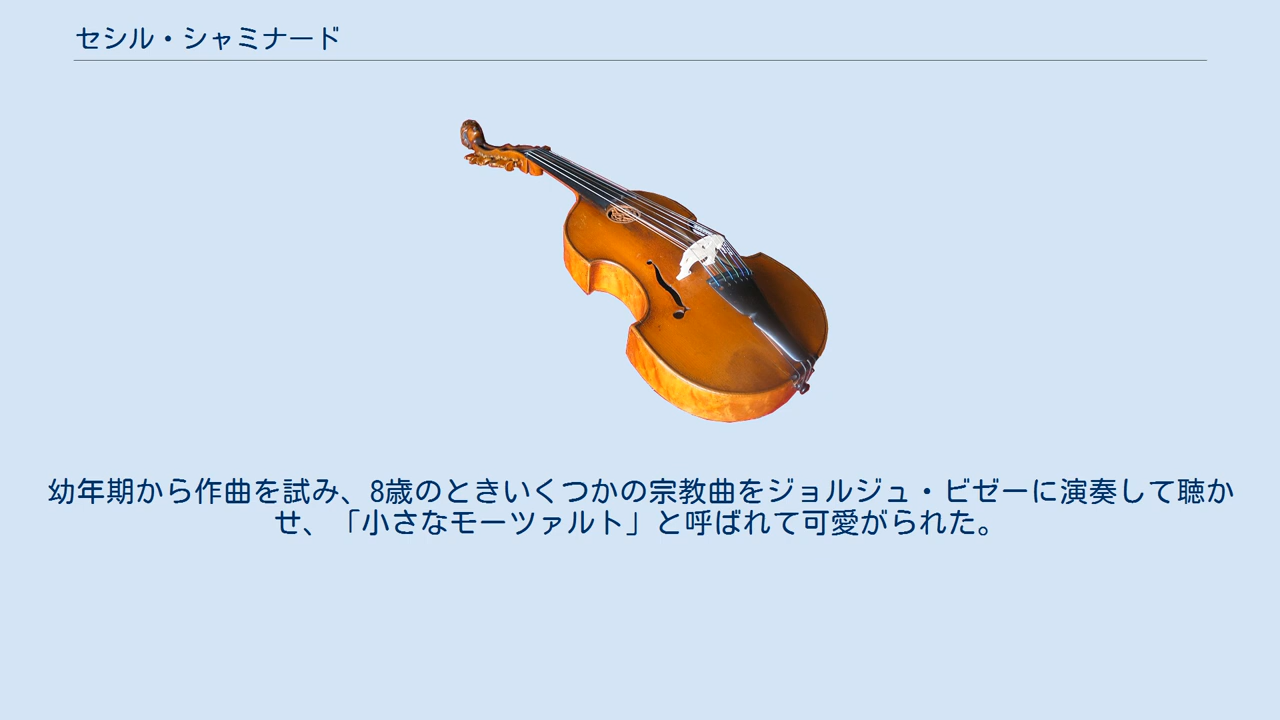 セシル・シャミナード
幼年期から作曲を試み、8歳のときいくつかの宗教曲をジョルジュ・ビゼーに演奏して聴か
せ、「小さなモーツァルト」と呼ばれて可愛がられた。